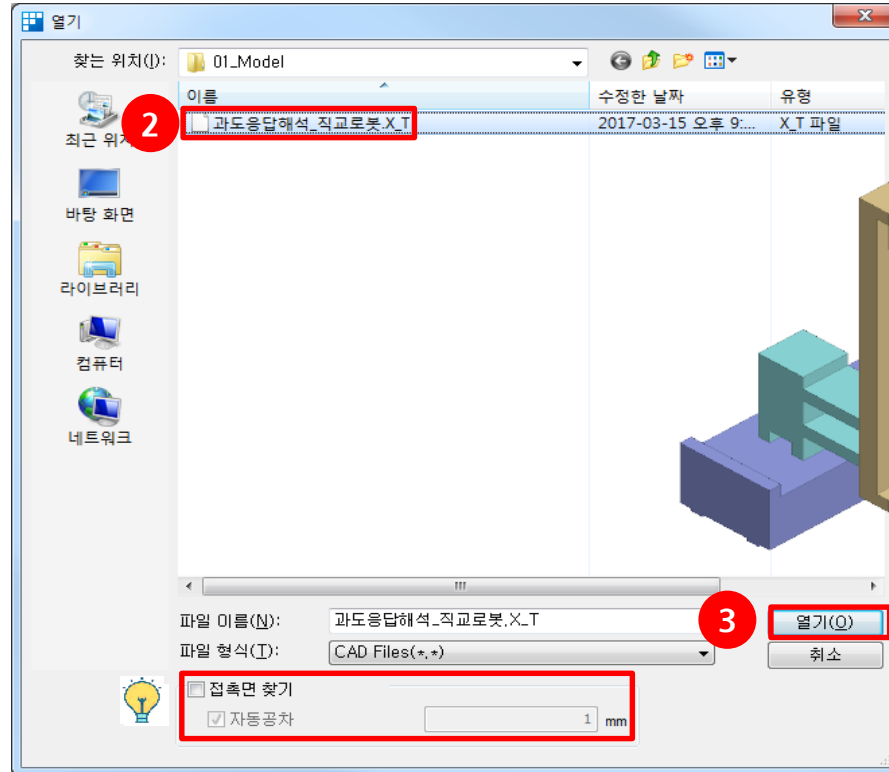 열기
찾는 위치(I): 01_Model
이름 수정한 날짜 유형
2 과도응답해석_직교로봇.X_T 2017-03-15 오후 9:... X_T 파일
최근 위
바탕 화면
라이브러리
컴퓨터
네트워크
파일 이름(N): 과도응답해석_직교로봇.X_T 3 열기(O)
파일 형식(T): CAD Files(*.*) 취소
접촉면 찾기
자동공차 1 mm